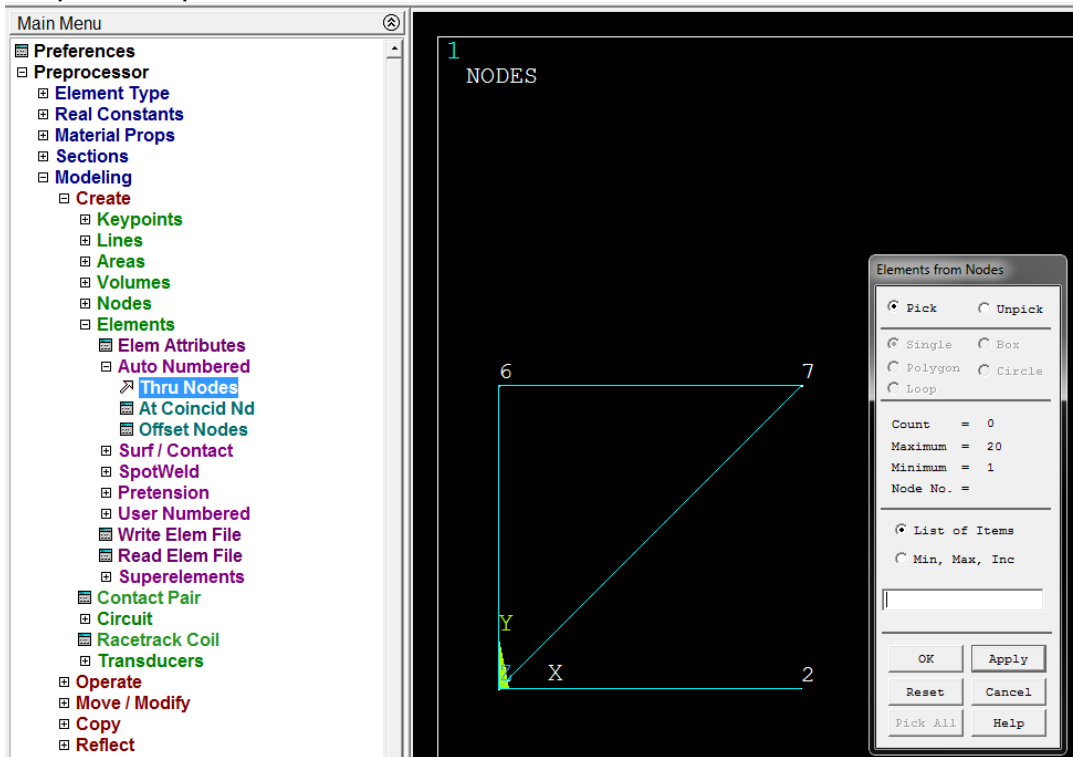 Main Menu
Preferences
Preprocessor
Element Type
Real Constants
Material Props
Sections
Modeling
Create
Keypoints
Lines
Areas
Volumes
Nodes
Elements
Elem Attributes
Auto Numbered
Thru Nodes
At Coincid Nd
Offset Nodes
Surf / Contact
SpotWeld
Pretension
User Numbered
Write Elem File
Read Elem File
Superelements
Contact Pair
Circuit
Racetrack Coil
Transducers
Operate
Move / Modify
Copy
Reflect
1
NODES
6 7
Y
Z X 2
Elements from Nodes
Pick Unpick
Single Box
Polygon Circle
Loop
Count = 0
Maximum = 20
Minimum = 1
Node No. =
List of Items
Min, Max, Inc
OK Apply
Reset Cancel
Pick All Help